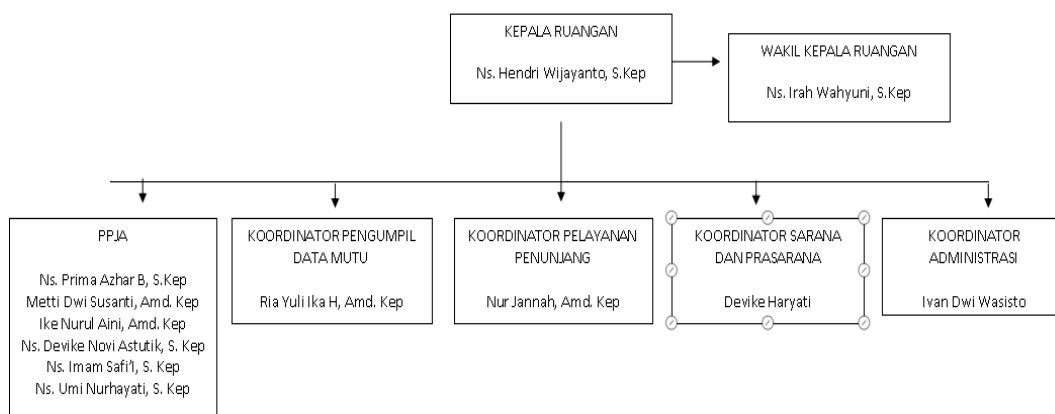 KEPALA RUANGAN
Ns. Hendri Wijayanto, S.Kep
WAKIL KEPALA RUANGAN
Ns. Irah Wahyuni, S.Kep
PPJA
Ns. Prima Azhar B, S.Kep
Metti Dwi Susanti, Amd. Kep
Ike Nurul Aini, Amd. Kep
Ns. Devike Novi Astutik, S. Kep
Ns. Imam Safi'I, S. Kep
Ns. Umi Nurhayati, S. Kep
KOORDINATOR PENGUMPIL
DATA MUTU
Ria Yuli Ika H, Amd. Kep
KOORDINATOR PELAYANAN
PENUNJANG
Nur Jannah, Amd. Kep
KOORDINATOR SARANA
DAN PRASARANA
Devike Haryati
KOORDINATOR
ADMINISTRASI
Ivan Dwi Wasisto